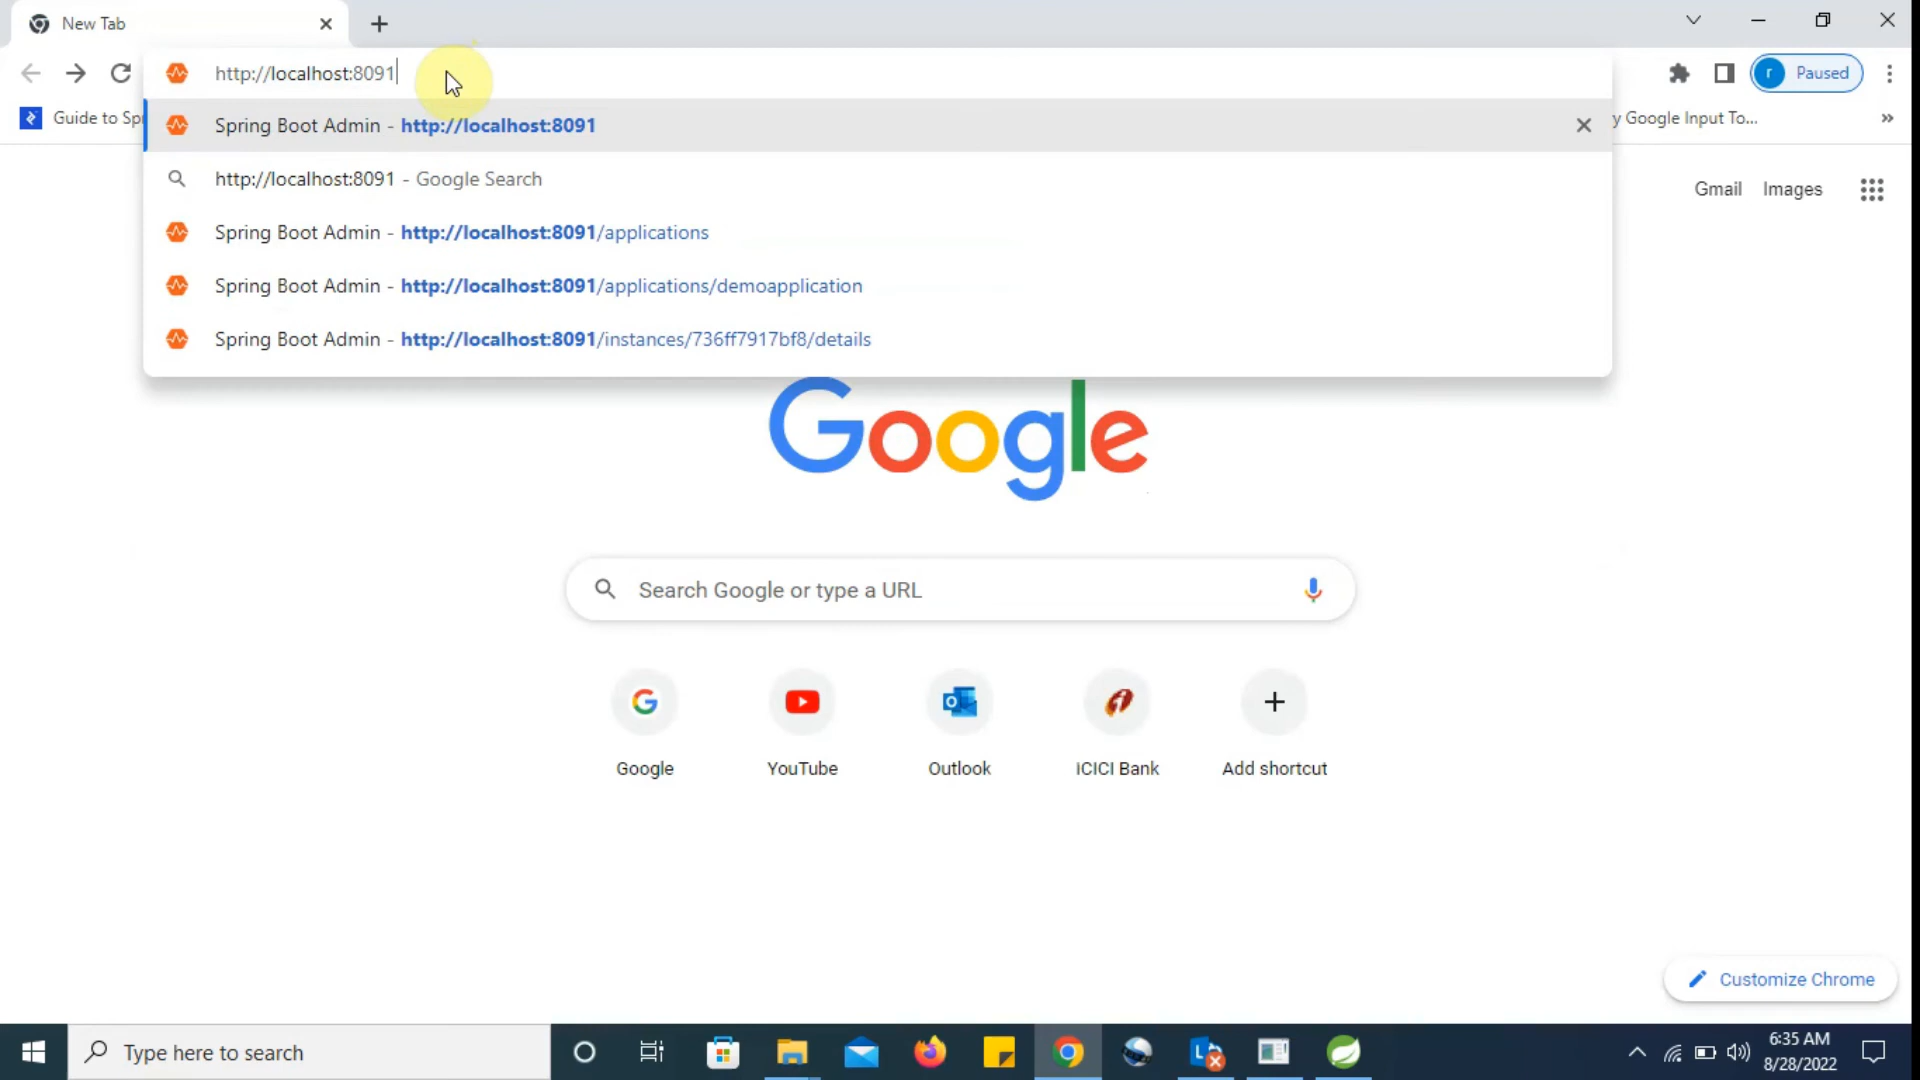 New Tab
http://localhost:8091
r Paused
Guide to Sp
y Google Input To...
»
Spring Boot Admin - http://localhost:8091
http://localhost:8091 - Google Search
Spring Boot Admin - http://localhost:8091/applications
Spring Boot Admin - http://localhost:8091/applications/demoapplication
Spring Boot Admin - http://localhost:8091/instances/736ff7917bf8/details
Gmail Images
Google
Search Google or type a URL
Google YouTube Outlook ICICI Bank Add shortcut
Customize Chrome
Type here to search
6:35 AM
8/28/2022